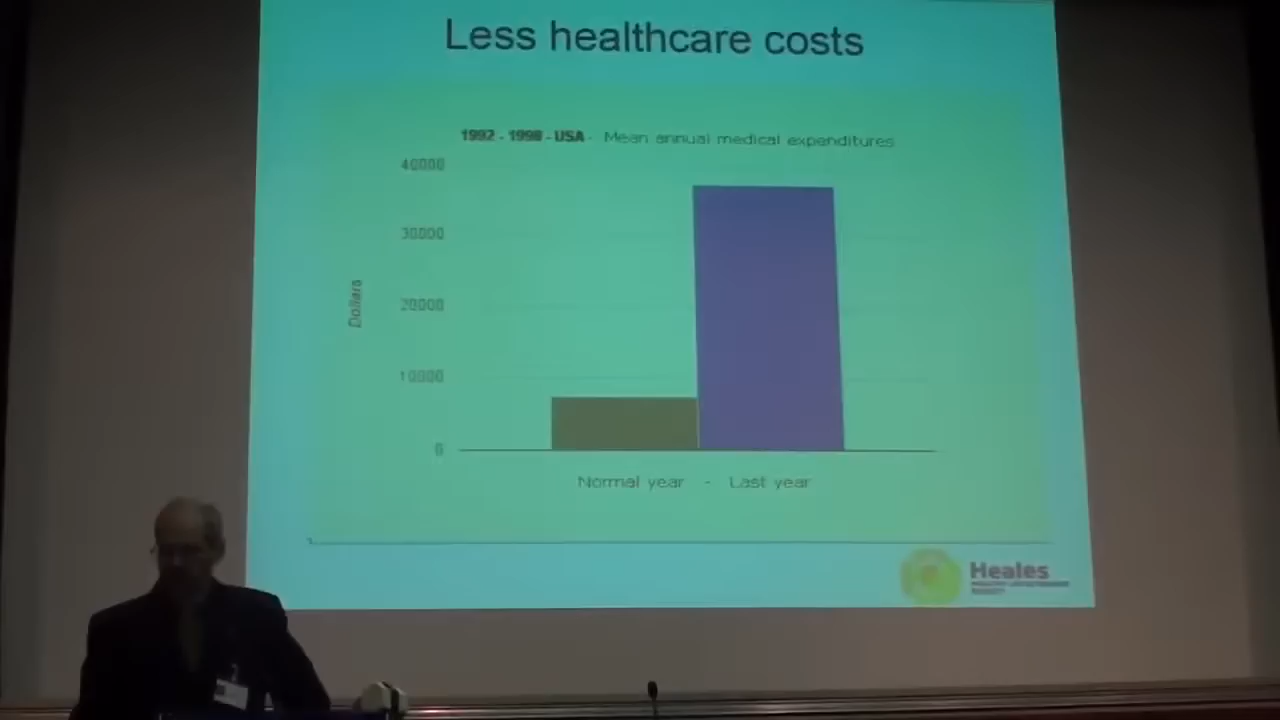 Less healthcare costs
1992 - 1998 - USA - Mean annual medical expenditures
40000
30000
20000
10000
0
Dollars
Normal year - Last year
Heales